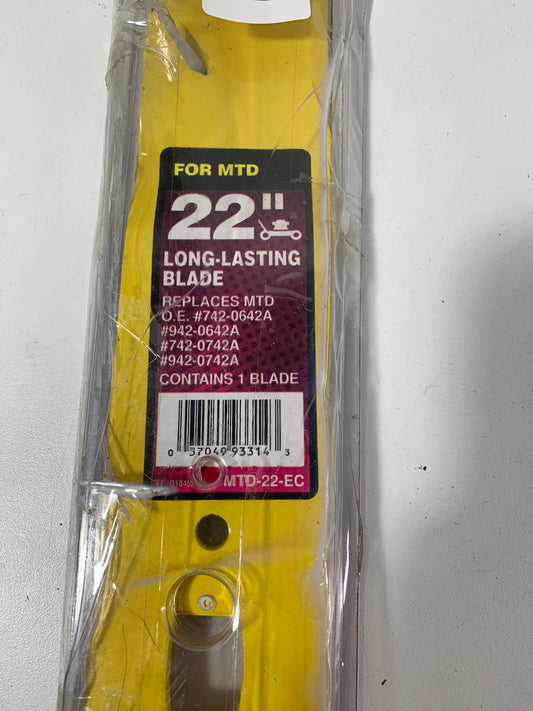 FOR MTD
22"
LONG-LASTING
BLADE
REPLACES MTD
O.E. #742-0642A
#942-0642A
#742-0742A
#942-0742A
CONTAINS 1 BLADE
0 37049 93314 3
MTD-22-EC